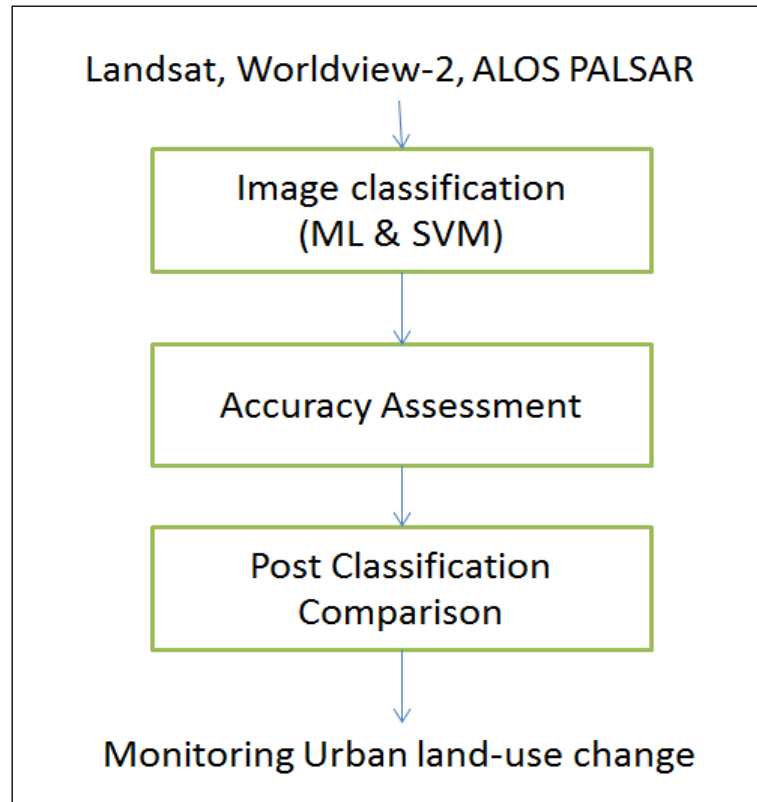 Landsat, Worldview-2, ALOS PALSAR
Image classification
(ML & SVM)
Accuracy Assessment
Post Classification
Comparison
Monitoring Urban land-use change